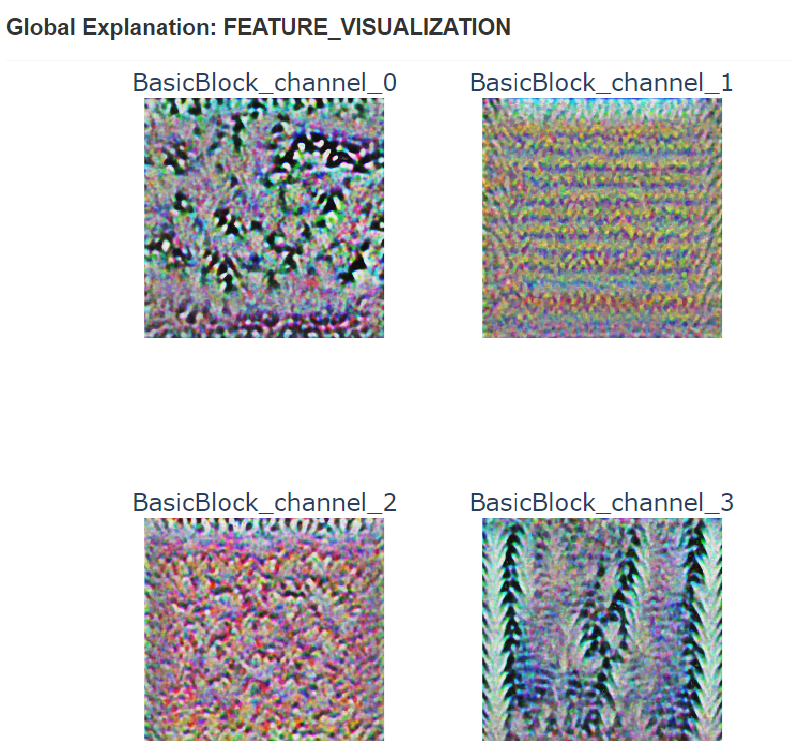 Global Explanation: FEATURE_VISUALIZATION
BasicBlock_channel_0
BasicBlock_channel_1
BasicBlock_channel_2
BasicBlock_channel_3